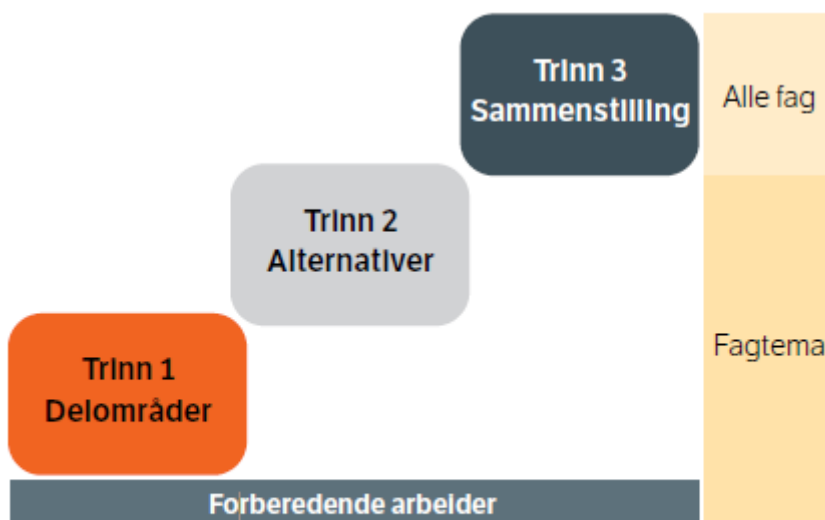 Trinn 3
Sammenstilling
Alle fag
Trinn 2
Alternativer
Fagtema
Trinn 1
Delområder
Forberedende arbeider